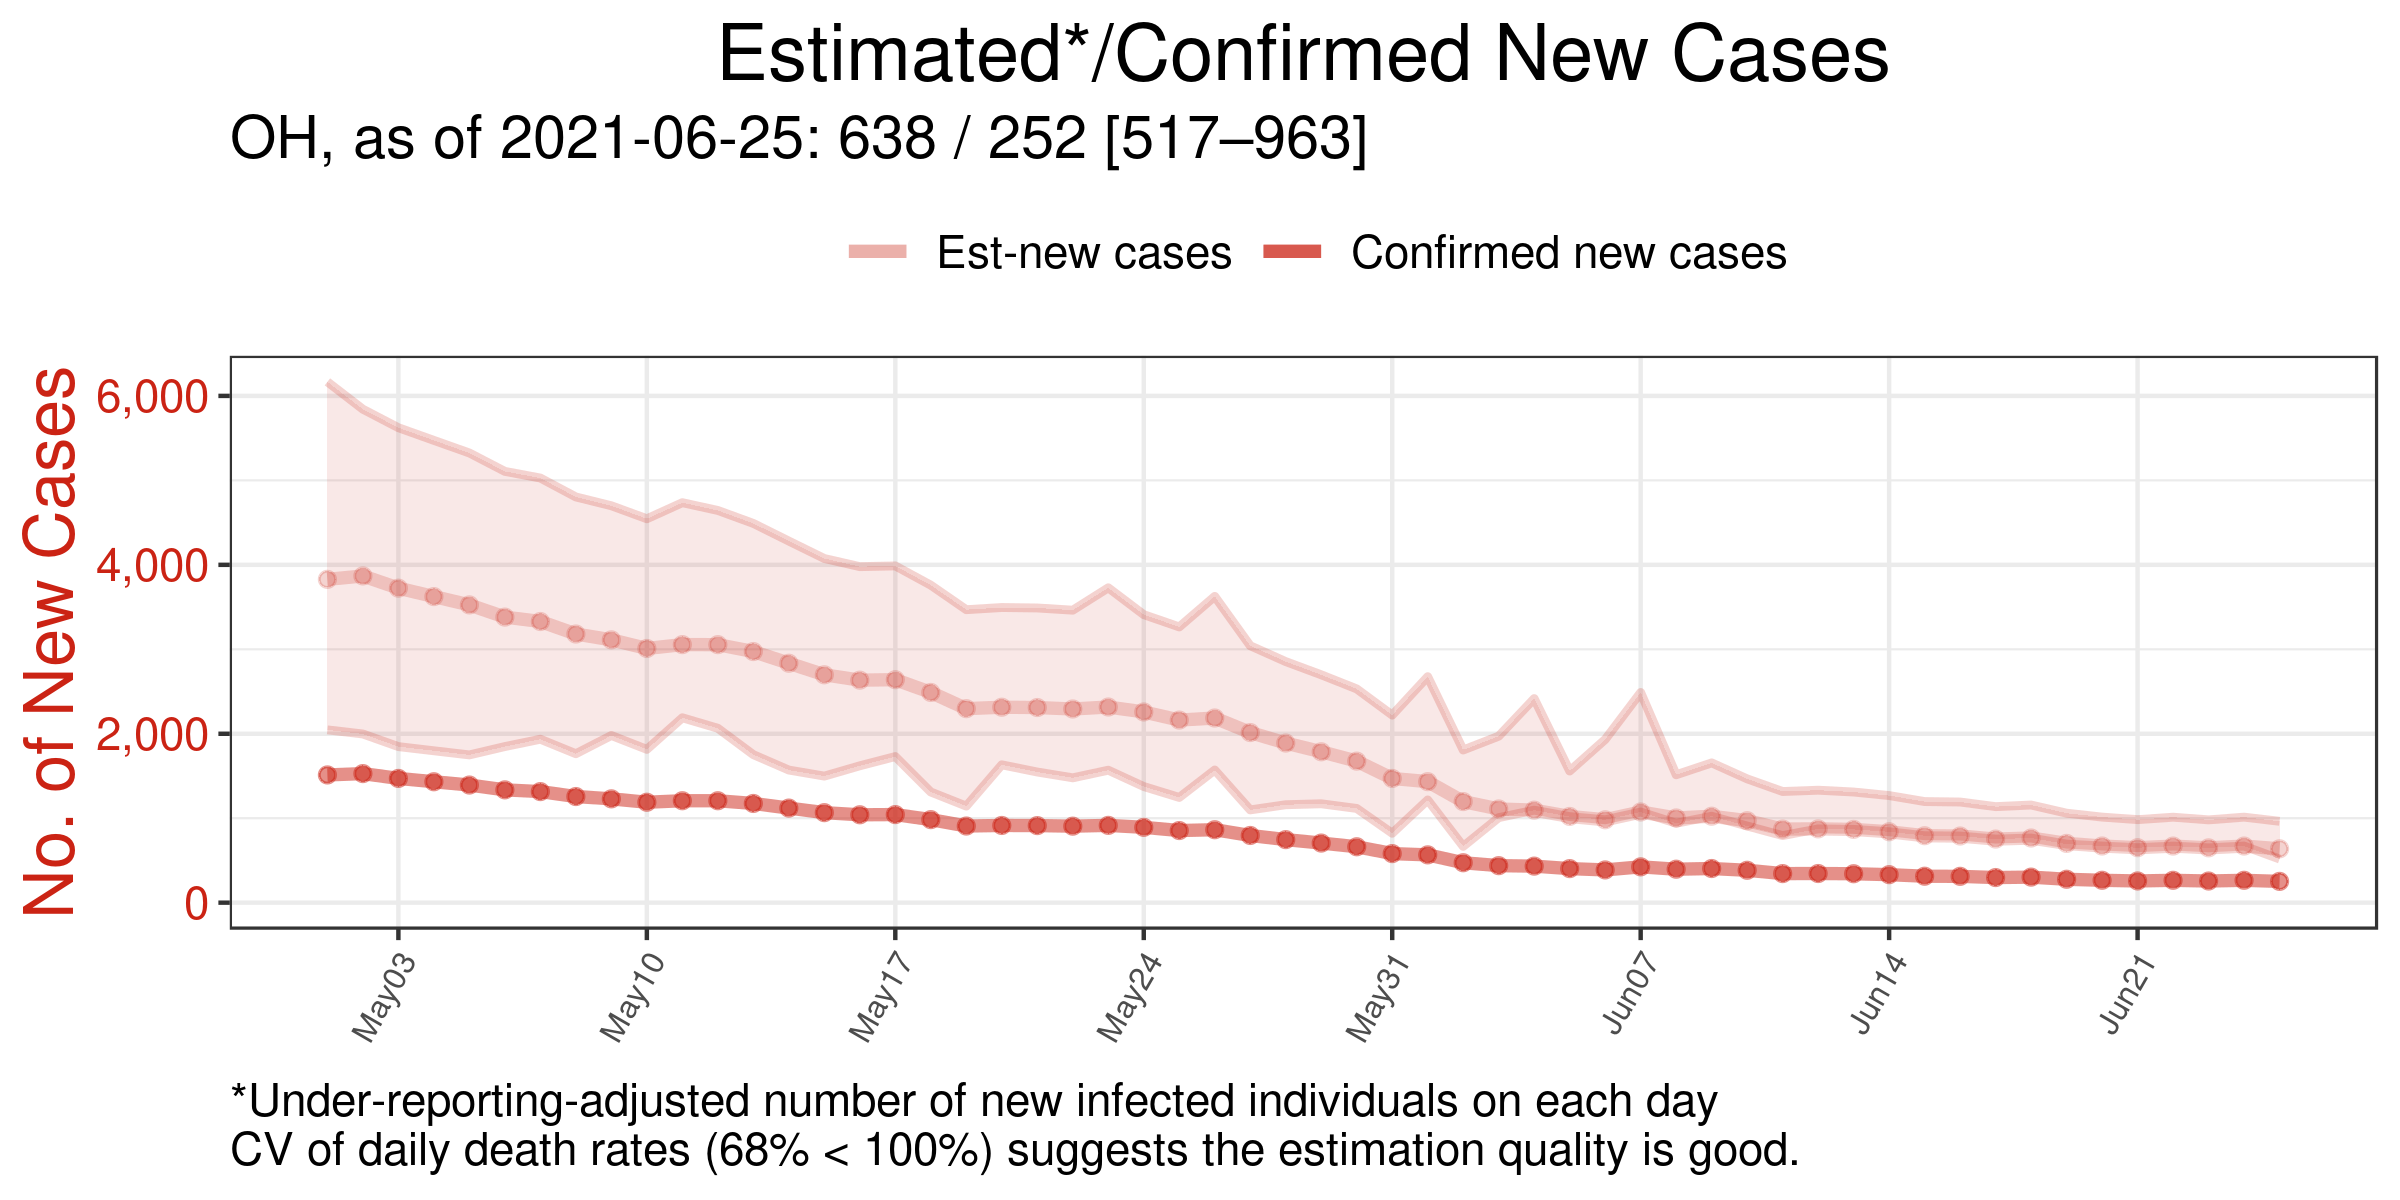 Estimated*/Confirmed New Cases
OH, as of 2021-06-25: 638 / 252 [517–963]
Est-new cases Confirmed new cases
No. of New Cases
6,000
4,000
2,000
0
May03 May10 May17 May24 May31 Jun07 Jun14 Jun21
*Under-reporting-adjusted number of new infected individuals on each day
CV of daily death rates (68% < 100%) suggests the estimation quality is good.